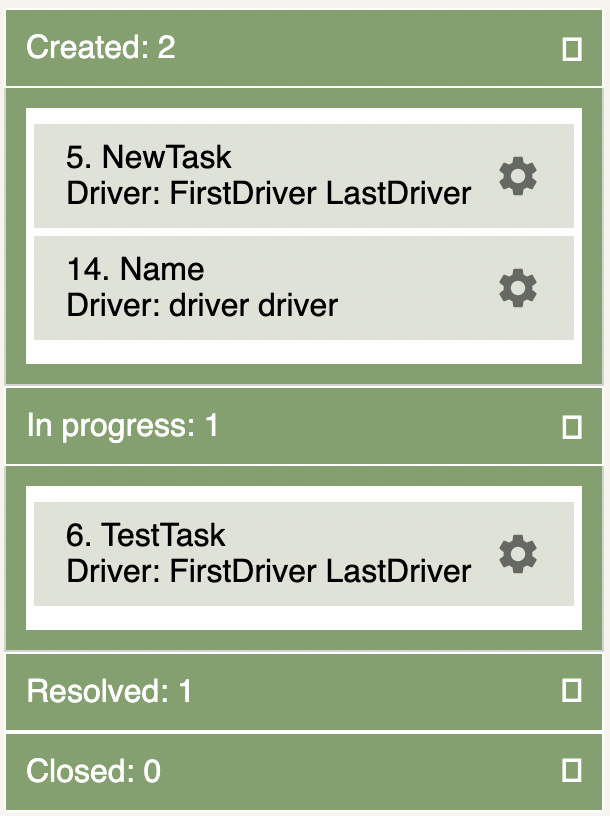 Created: 2
5. NewTask
Driver: FirstDriver LastDriver
14. Name
Driver: driver driver
In progress: 1
6. TestTask
Driver: FirstDriver LastDriver
Resolved: 1
Closed: 0